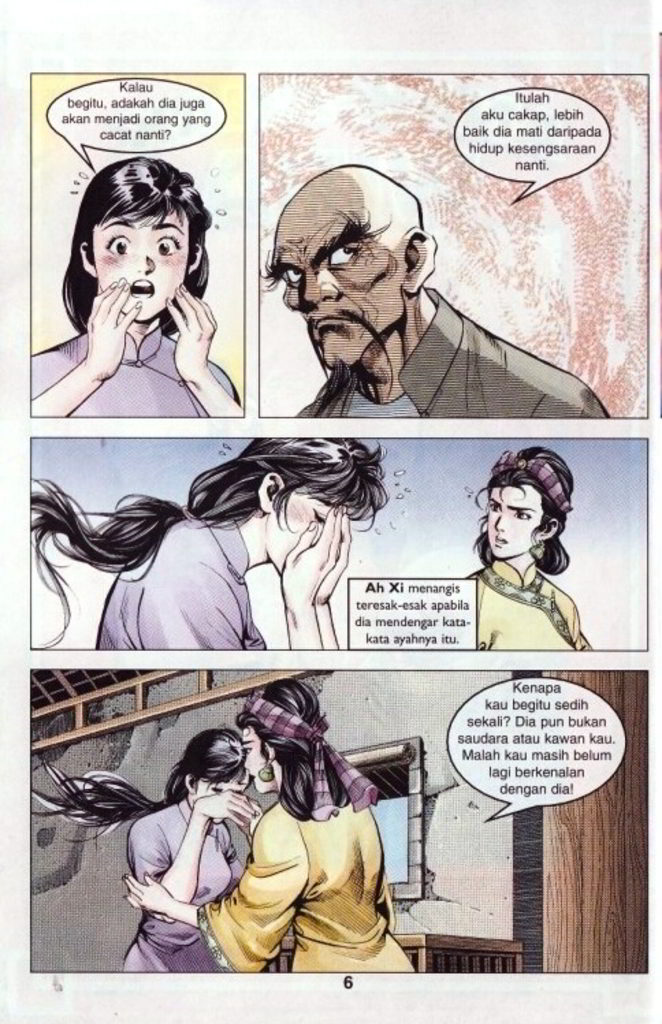 Kalau
begitu, adakah dia juga
akan menjadi orang yang
cacat nanti?
Itulah
aku cakap, lebih
baik dia mati daripada
hidup kesengsaraan
nanti.
Ah Xi menangis
teresak-esak apabila
dia mendengar kata-
kata ayahnya itu.
Kenapa
kau begitu sedih
sekali? Dia pun bukan
saudara atau kawan kau.
Malah kau masih belum
lagi berkenalan
dengan dia!
6